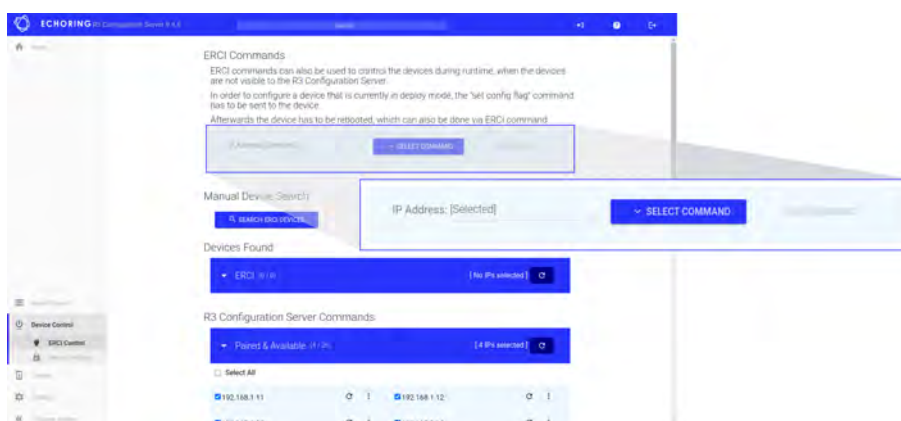 ECHORING R3 Configuration Server
ERCI Commands
ERCI commands can also be used to control the devices during runtime, when the devices
are not visible to the R3 Configuration Server.
In order to configure a device that is currently in deploy mode, the "set config flag" command
has to be sent to the device.
Afterwards the device has to be rebooted, which can also be done via ERCI command
SELECT COMMAND
Manual Device Search
SEARCH ERCI DEVICES
IP Address: [Selected]
SELECT COMMAND
Devices Found
ERCI
[ No IPs selected ]
R3 Configuration Server Commands
Device Control
ERCI Control
Paired & Available
[ 4 IPs selected ]
Select All
192.168.1.11
192.168.1.12